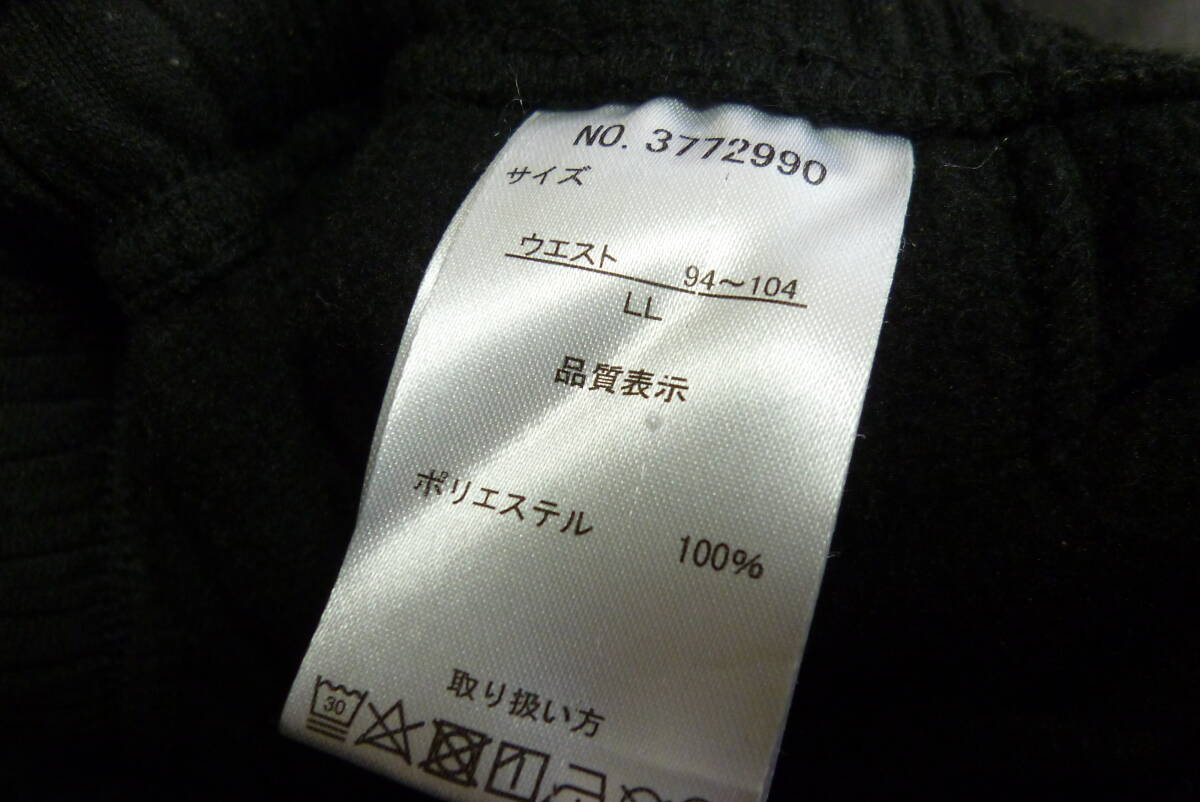 NO. 3772990
サイズ
ウエスト 94～104
LL
品質表示
ポリエステル 100%
取り扱い方
30